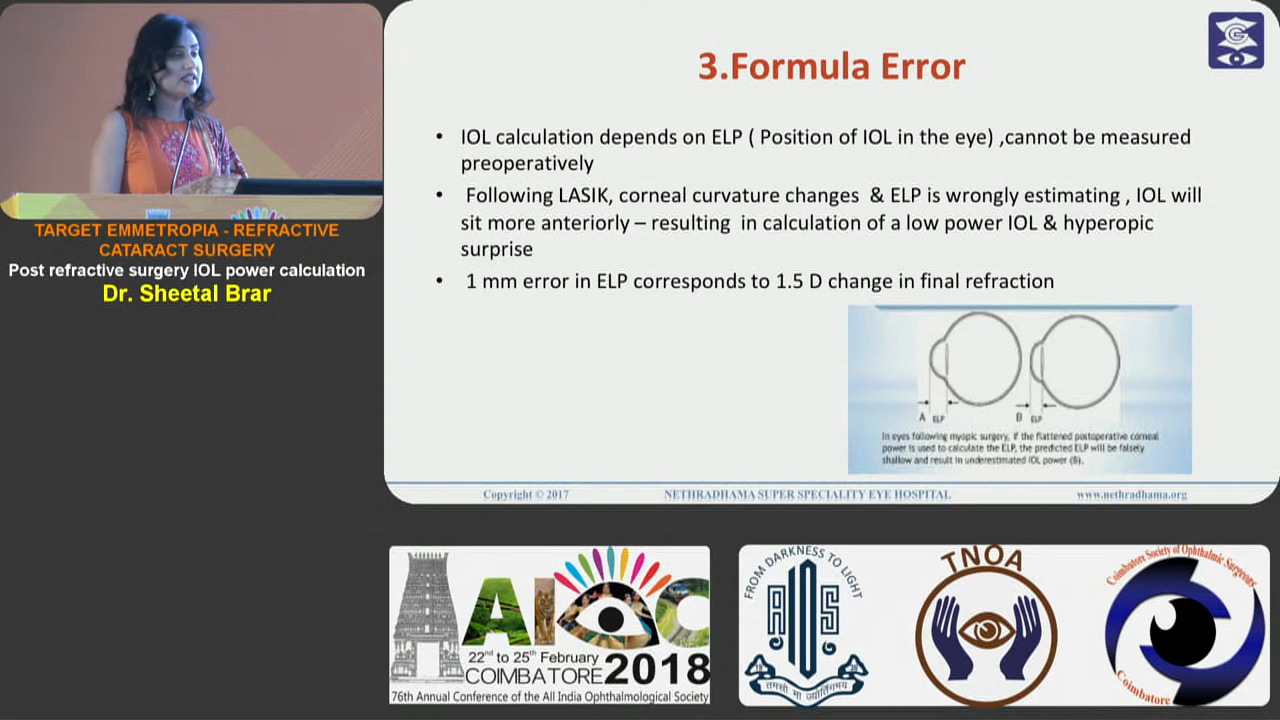 TARGET EMMETROPIA - REFRACTIVE
CATARACT SURGERY
Post refractive surgery IOL power calculation
Dr. Sheetal Brar
3.Formula Error
• IOL calculation depends on ELP ( Position of IOL in the eye) ,cannot be measured
preoperatively
• Following LASIK, corneal curvature changes & ELP is wrongly estimating , IOL will
sit more anteriorly – resulting in calculation of a low power IOL & hyperopic
surprise
• 1 mm error in ELP corresponds to 1.5 D change in final refraction
A ELP B ELP
In eyes following myopic surgery, if the flattered postoperative corneal
power is used to calculate the ELP, the predicted ELP will be falsely
shallow and result in underestimated IOL power (B).
Copyright © 2017 NETHRADHAMA SUPER SPECIALITY EYE HOSPITAL www.nethradhama.org
AIOC
22nd to 25th February
COIMBATORE 2018
76th Annual Conference of the All India Ophthalmological Society
FROM DARKNESS TO LIGHT
AIOS
तमसो मा ज्योतिर्गमय
TNOA
Coimbatore Society of Ophthalmic Surgeons
Coimbatore